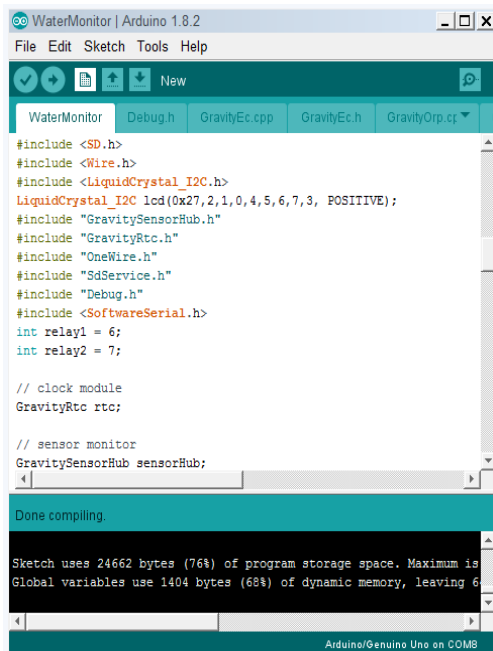 WaterMonitor | Arduino 1.8.2
File Edit Sketch Tools Help
New
WaterMonitor Debug.h GravityEc.cpp GravityEc.h GravityOrp.cp
#include <SD.h>
#include <Wire.h>
#include <LiquidCrystal_I2C.h>
LiquidCrystal_I2C lcd(0x27,2,1,0,4,5,6,7,3, POSITIVE);
#include "GravitySensorHub.h"
#include "GravityRtc.h"
#include "OneWire.h"
#include "SdService.h"
#include "Debug.h"
#include <SoftwareSerial.h>
int relay1 = 6;
int relay2 = 7;
// clock module
GravityRtc rtc;
// sensor monitor
GravitySensorHub sensorHub;
Done compiling.
Sketch uses 24662 bytes (76%) of program storage space. Maximum is
Global variables use 1404 bytes (68%) of dynamic memory, leaving 6
Arduino/Genuino Uno on COM8